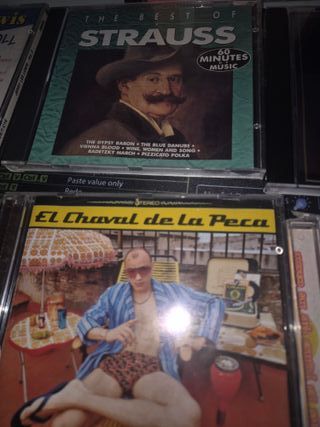 THE BEST OF
STRAUSS
60
MINUTES
OF
MUSIC
THE GYPSY BARON • THE BLUE DANUBE •
VIENNA BLOOD • WINE, WOMEN AND SONG •
RADETZKY MARCH • PIZZICATO POLKA
Paste value only
STEREO
El Chaval de la Peca